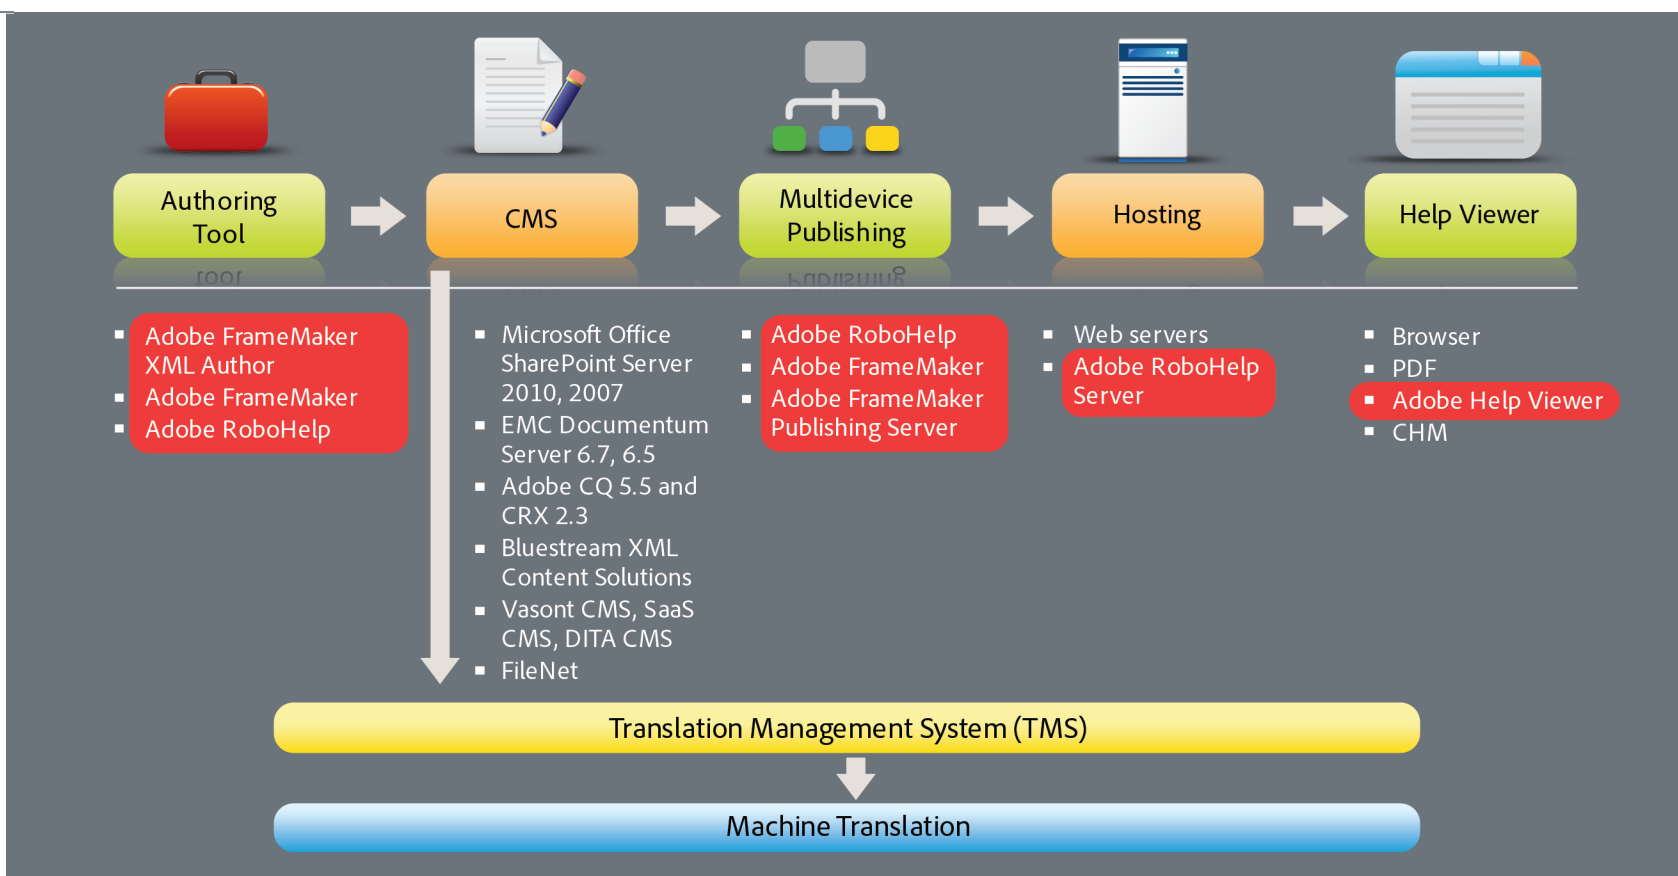 Authoring
Tool
CMS
Multidevice
Publishing
Hosting
Help Viewer
Adobe FrameMaker
XML Author
Adobe FrameMaker
Adobe RoboHelp
Microsoft Office
SharePoint Server
2010, 2007
EMC Documentum
Server 6.7, 6.5
Adobe CQ 5.5 and
CRX 2.3
Bluestream XML
Content Solutions
Vasont CMS, SaaS
CMS, DITA CMS
FileNet
Adobe RoboHelp
Adobe FrameMaker
Adobe FrameMaker
Publishing Server
Web servers
Adobe RoboHelp
Server
Browser
PDF
Adobe Help Viewer
CHM
Translation Management System (TMS)
Machine Translation